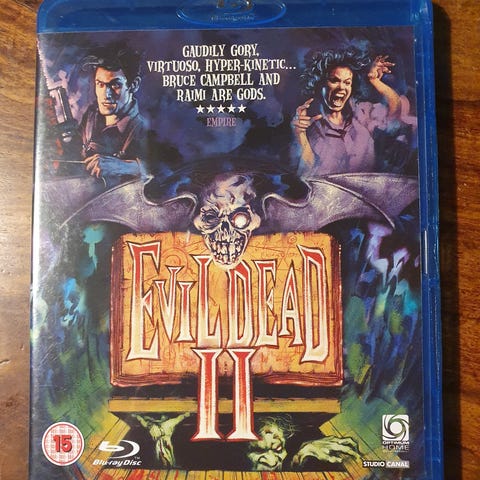 GAUDILY GORY,
VIRTUOSO, HYPER-KINETIC...
BRUCE CAMPBELL AND
RAIMI ARE GODS.
★★★★★
EMPIRE
EVIL DEAD
II
15
Blu-ray Disc
OPTIMUM
HOME
STUDIO CANAL